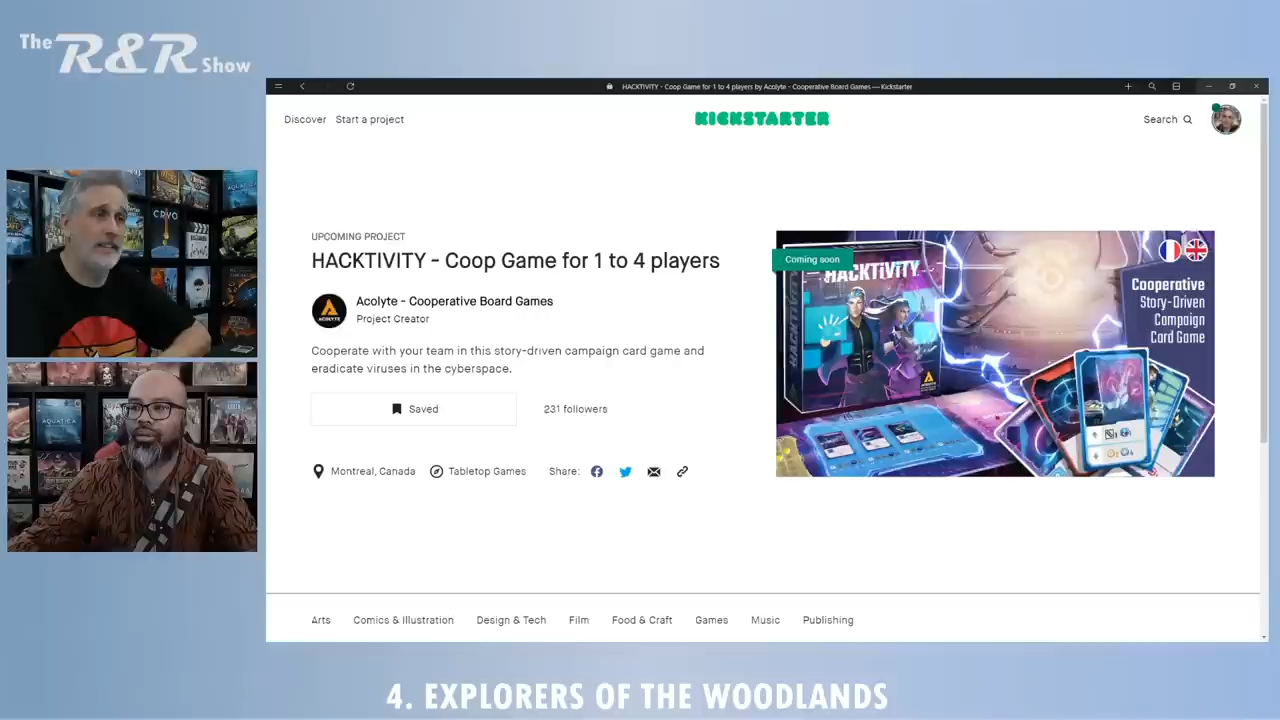 The R&R Show
HACKTIVITY - Coop Game for 1 to 4 players by Acolyte - Cooperative Board Games — Kickstarter
Discover Start a project
KICKSTARTER
Search
UPCOMING PROJECT
HACKTIVITY - Coop Game for 1 to 4 players
ACOLYTE
Acolyte - Cooperative Board Games
Project Creator
Cooperate with your team in this story-driven campaign card game and
eradicate viruses in the cyberspace.
Saved
231 followers
Montreal, Canada
Tabletop Games
Share:
Coming soon
HACKTIVITY
HACKTIVITY
Cooperative
Story-Driven
Campaign
Card Game
AQUATICA
AQUATICA
Arts Comics & Illustration Design & Tech Film Food & Craft Games Music Publishing
4. EXPLORERS OF THE WOODLANDS